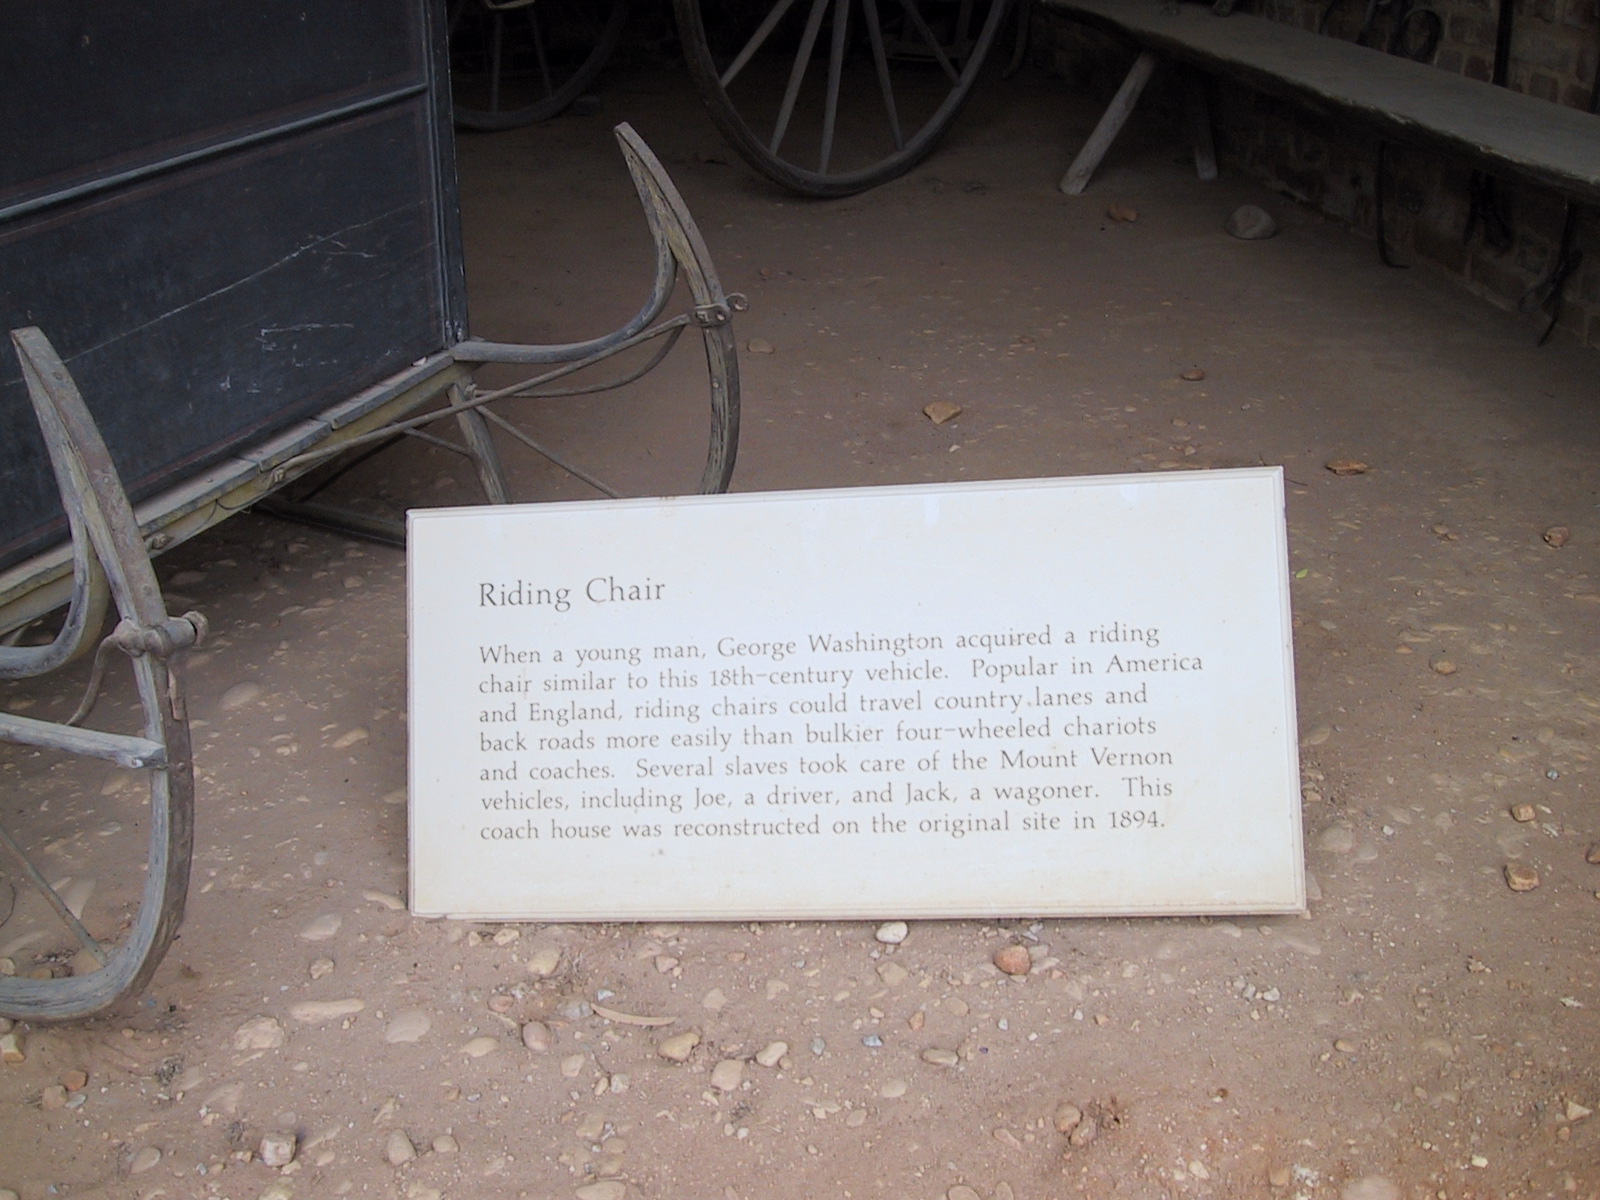 Riding Chair
When a young man, George Washington acquired a riding
chair similar to this 18th-century vehicle. Popular in America
and England, riding chairs could travel country lanes and
back roads more easily than bulkier four-wheeled chariots
and coaches. Several slaves took care of the Mount Vernon
vehicles, including Joe, a driver, and Jack, a wagoner. This
coach house was reconstructed on the original site in 1894.